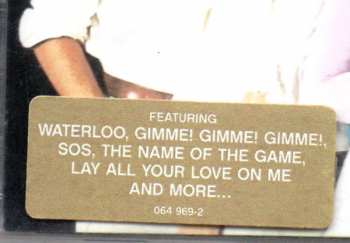 FEATURING
WATERLOO, GIMME! GIMME! GIMME!,
SOS, THE NAME OF THE GAME,
LAY ALL YOUR LOVE ON ME
AND MORE...
064 969-2